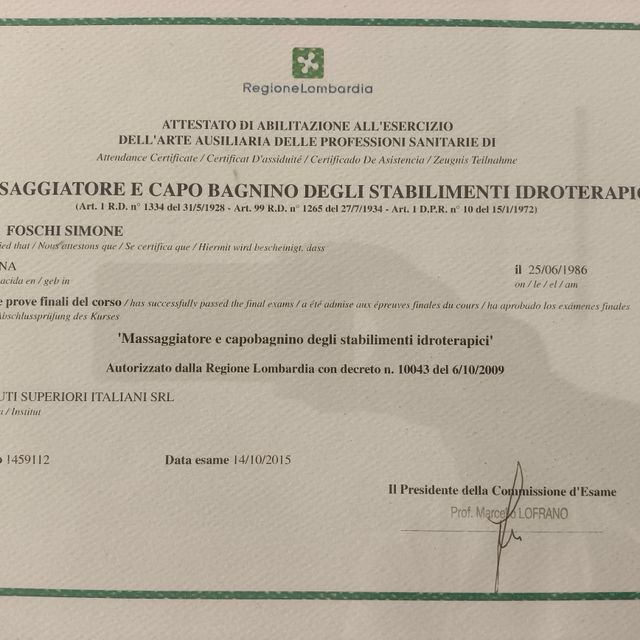 RegioneLombardia
ATTESTATO DI ABILITAZIONE ALL'ESERCIZIO
DELL'ARTE AUSILIARIA DELLE PROFESSIONI SANITARIE DI
Attendance Certificate / Certificat D'assiduité / Certificado De Asistencia / Zeugnis Teilnahme
SAGGIATORE E CAPO BAGNINO DEGLI STABILIMENTI IDROTERAPIC
(Art. 1 R.D. n° 1334 del 31/5/1928 - Art. 99 R.D. n° 1265 del 27/7/1934 - Art. 1 D.P.R. n° 10 del 15/1/1972)
FOSCHI SIMONE
ied that / Nous attestons que / Se certifica que / Hiermit wird bescheinigt, dass
NA il 25/06/1986
acida en / geb in on / le / el / am
e prove finali del corso / has successfully passed the final exams / a été admise aux épreuves finales du cours / ha aprobado los exámenes finales
Abschlussprüfung des Kurses
'Massaggiatore e capobagnino degli stabilimenti idroterapici'
Autorizzato dalla Regione Lombardia con decreto n. 10043 del 6/10/2009
UTI SUPERIORI ITALIANI SRL
n / Institut
o 1459112 Data esame 14/10/2015
Il Presidente della Commissione d'Esame
Prof. Marcello LOFRANO